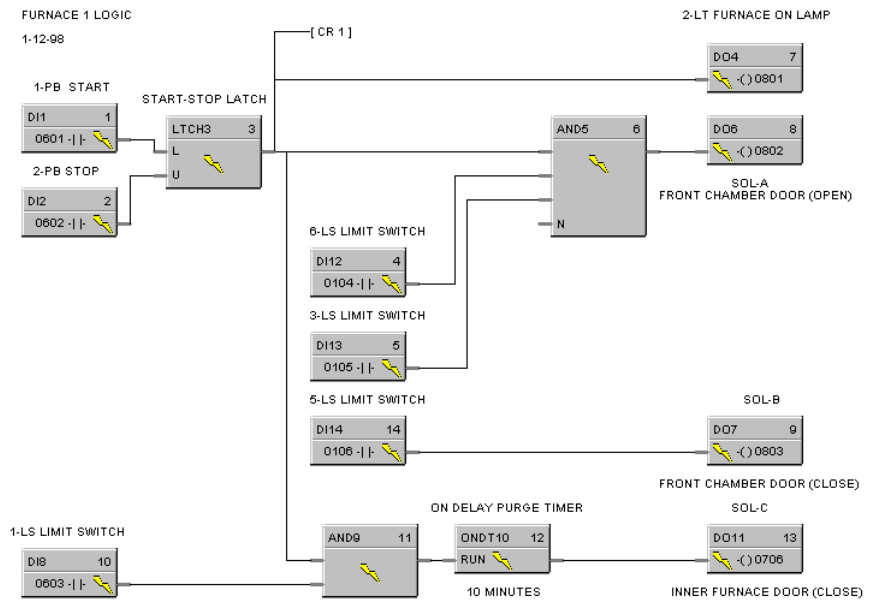 FURNACE 1 LOGIC
1-12-98
[ CR 1 ]
2-LT FURNACE ON LAMP
DO4 7
-( ) 0801
1-PB START
DI1 1
0601 -| |-
START-STOP LATCH
LTCH3 3
L
U
2-PB STOP
DI2 2
0602 -| |-
AND5 6
N
DO6 8
-( ) 0802
SOL-A
FRONT CHAMBER DOOR (OPEN)
6-LS LIMIT SWITCH
DI12 4
0104 -| |-
3-LS LIMIT SWITCH
DI13 5
0105 -| |-
5-LS LIMIT SWITCH
DI14 14
0106 -| |-
SOL-B
DO7 9
-( ) 0803
FRONT CHAMBER DOOR (CLOSE)
1-LS LIMIT SWITCH
DI8 10
0603 -| |-
AND9 11
ON DELAY PURGE TIMER
ONDT10 12
RUN
10 MINUTES
SOL-C
DO11 13
-( ) 0706
INNER FURNACE DOOR (CLOSE)